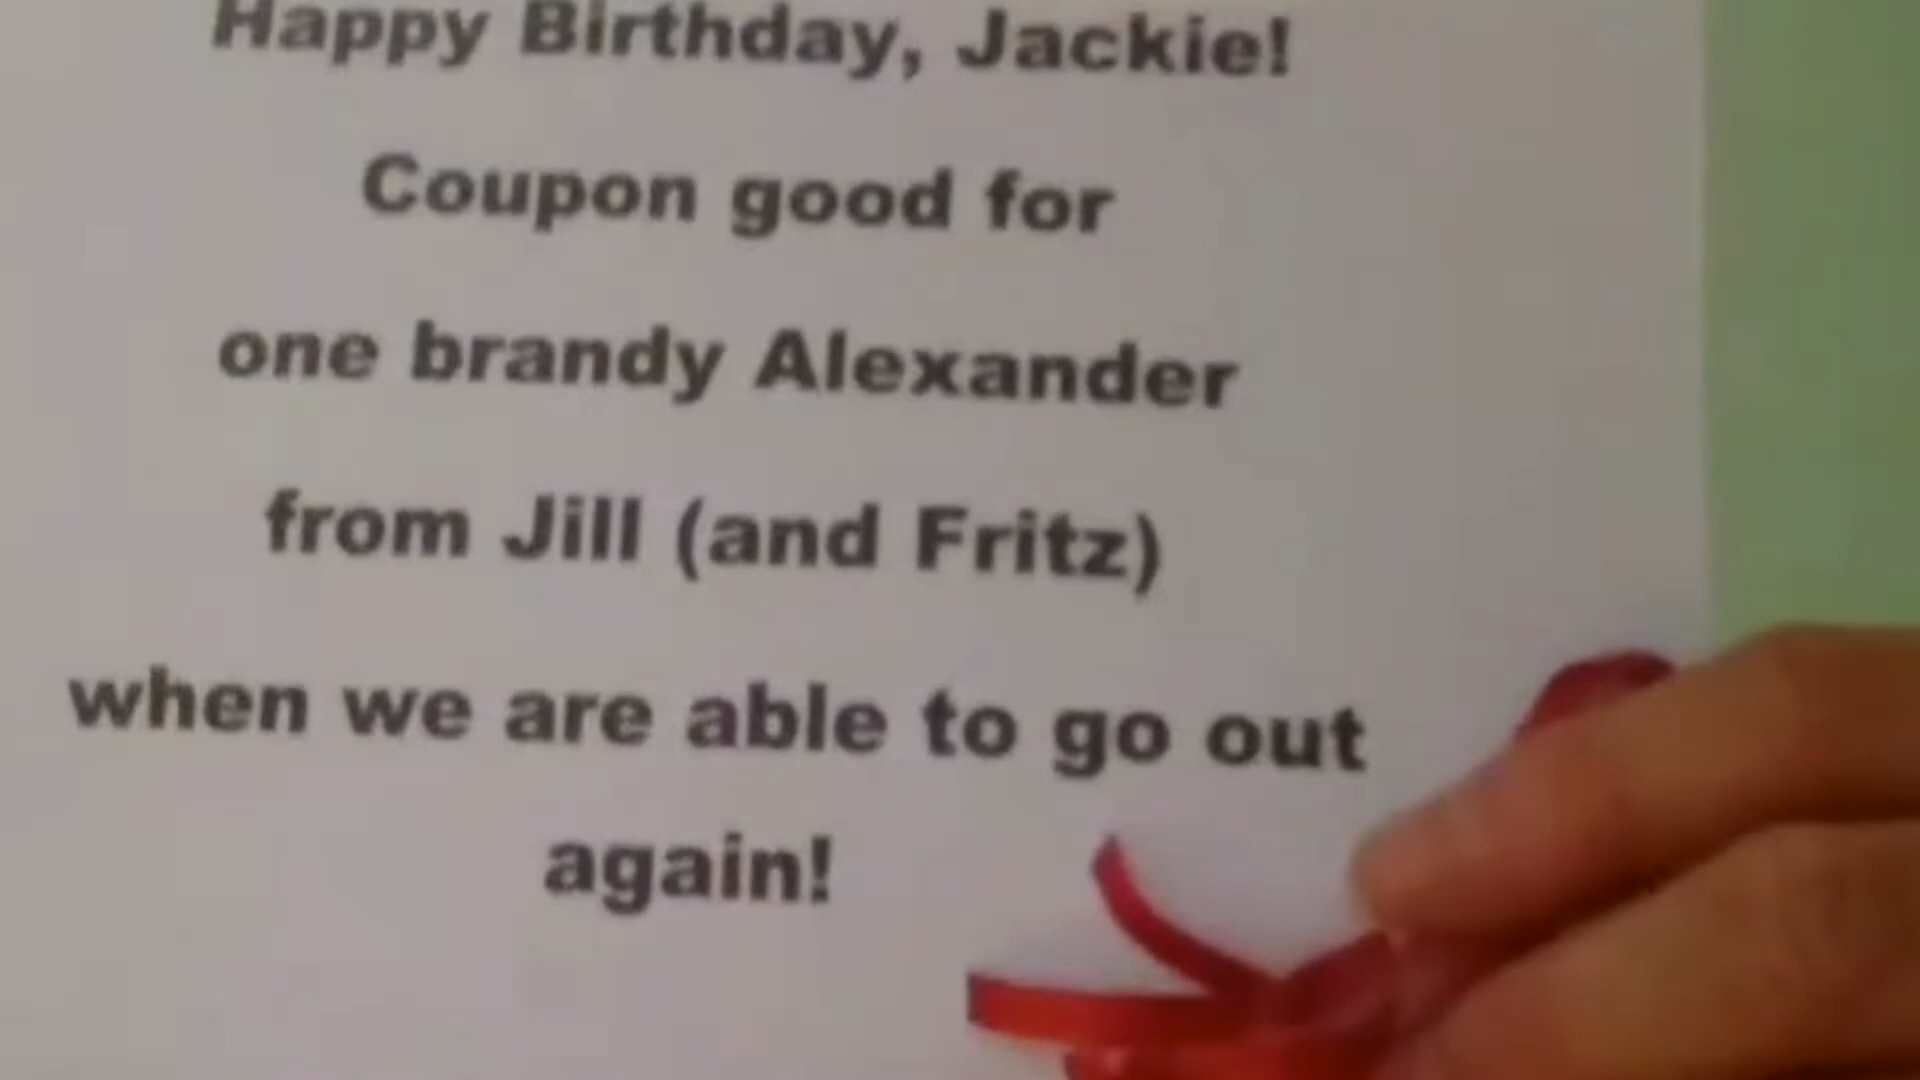 Happy Birthday, Jackie!
Coupon good for
one brandy Alexander
from Jill (and Fritz)
when we are able to go out
again!